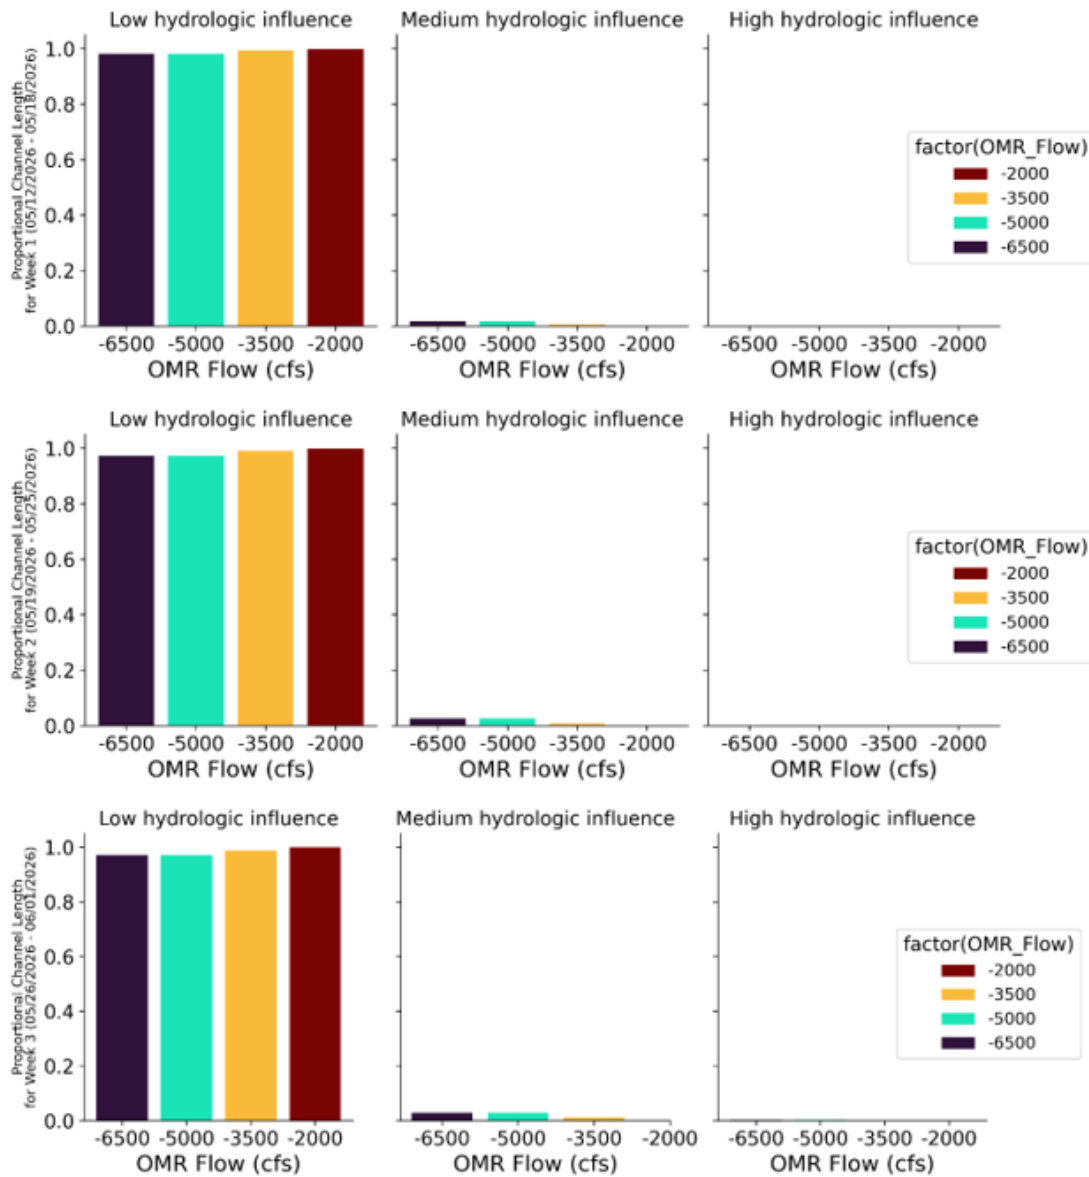 Low hydrologic influence
Medium hydrologic influence
High hydrologic influence
Proportional Channel Length
for Week 1 (05/12/2026 - 05/18/2026)
1.0
0.8
0.6
0.4
0.2
0.0
-6500 -5000 -3500 -2000
-6500 -5000 -3500 -2000
-6500 -5000 -3500 -2000
OMR Flow (cfs)
OMR Flow (cfs)
OMR Flow (cfs)
factor(OMR_Flow)
-2000
-3500
-5000
-6500
Low hydrologic influence
Medium hydrologic influence
High hydrologic influence
Proportional Channel Length
for Week 2 (05/19/2026 - 05/25/2026)
1.0
0.8
0.6
0.4
0.2
0.0
-6500 -5000 -3500 -2000
-6500 -5000 -3500 -2000
-6500 -5000 -3500 -2000
OMR Flow (cfs)
OMR Flow (cfs)
OMR Flow (cfs)
factor(OMR_Flow)
-2000
-3500
-5000
-6500
Low hydrologic influence
Medium hydrologic influence
High hydrologic influence
Proportional Channel Length
for Week 3 (05/26/2026 - 06/01/2026)
1.0
0.8
0.6
0.4
0.2
0.0
-6500 -5000 -3500 -2000
-6500 -5000 -3500 -2000
-6500 -5000 -3500 -2000
OMR Flow (cfs)
OMR Flow (cfs)
OMR Flow (cfs)
factor(OMR_Flow)
-2000
-3500
-5000
-6500